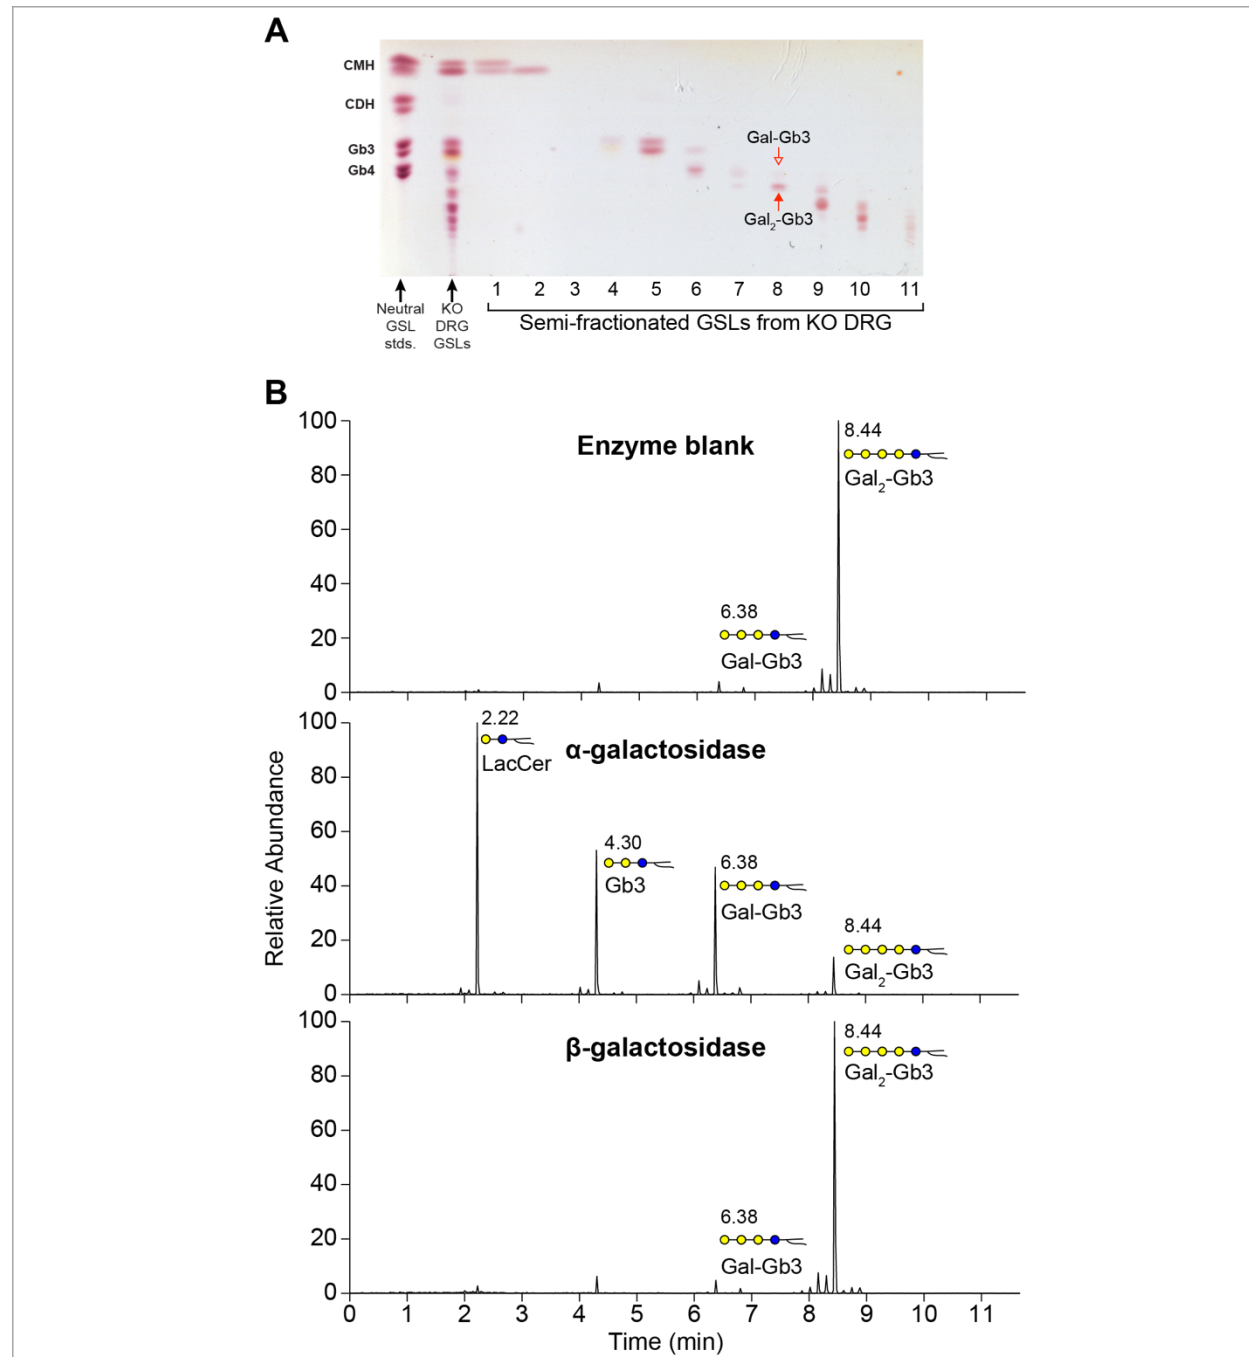 A
CMH
CDH
Gb3
Gb4
Gal-Gb3
Gal2-Gb3
1 2 3 4 5 6 7 8 9 10 11
Neutral
GSL
stds.
KO
DRG
GSLs
Semi-fractionated GSLs from KO DRG
B
Enzyme blank
100
80
60
40
20
0
8.44
Gal2-Gb3
6.38
Gal-Gb3
α-galactosidase
100
80
60
40
20
0
2.22
LacCer
4.30
Gb3
6.38
Gal-Gb3
8.44
Gal2-Gb3
Relative Abundance
β-galactosidase
100
80
60
40
20
0
8.44
Gal2-Gb3
6.38
Gal-Gb3
0 1 2 3 4 5 6 7 8 9 10 11
Time (min)